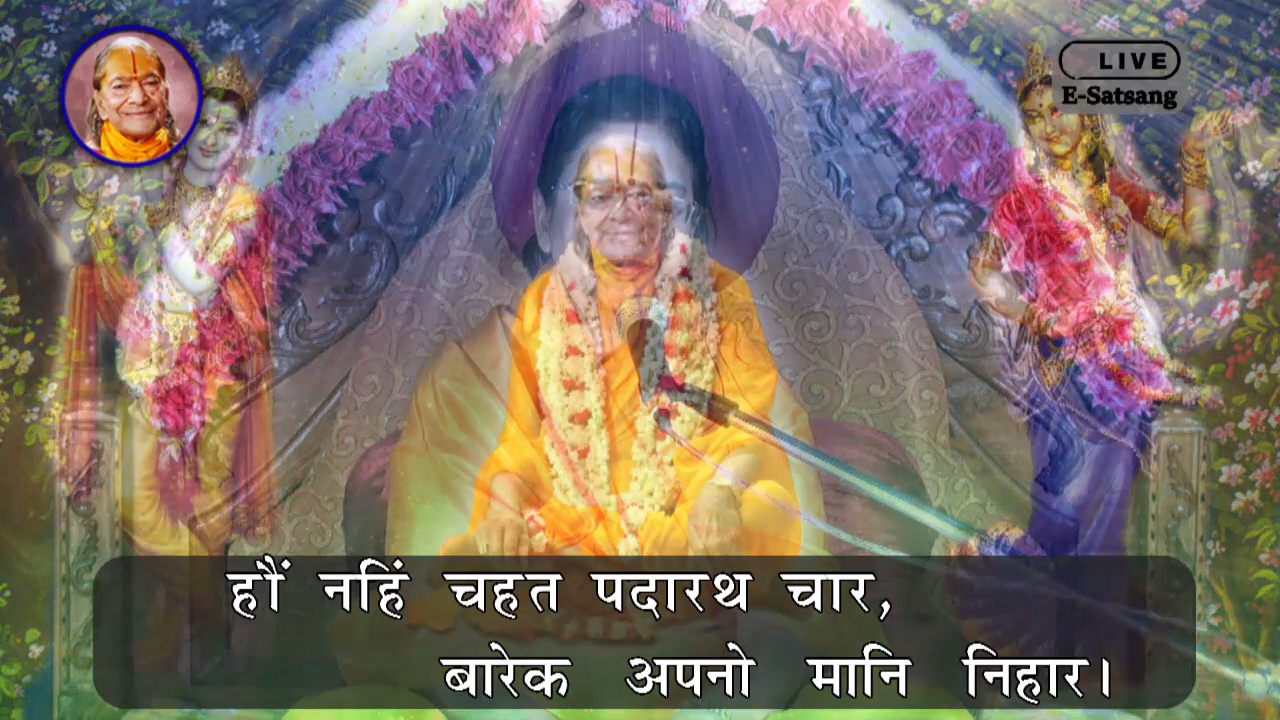 LIVE
E-Satsang
हौं नहिं चहत पदारथ चार,
बारेक अपनो मानि निहार।